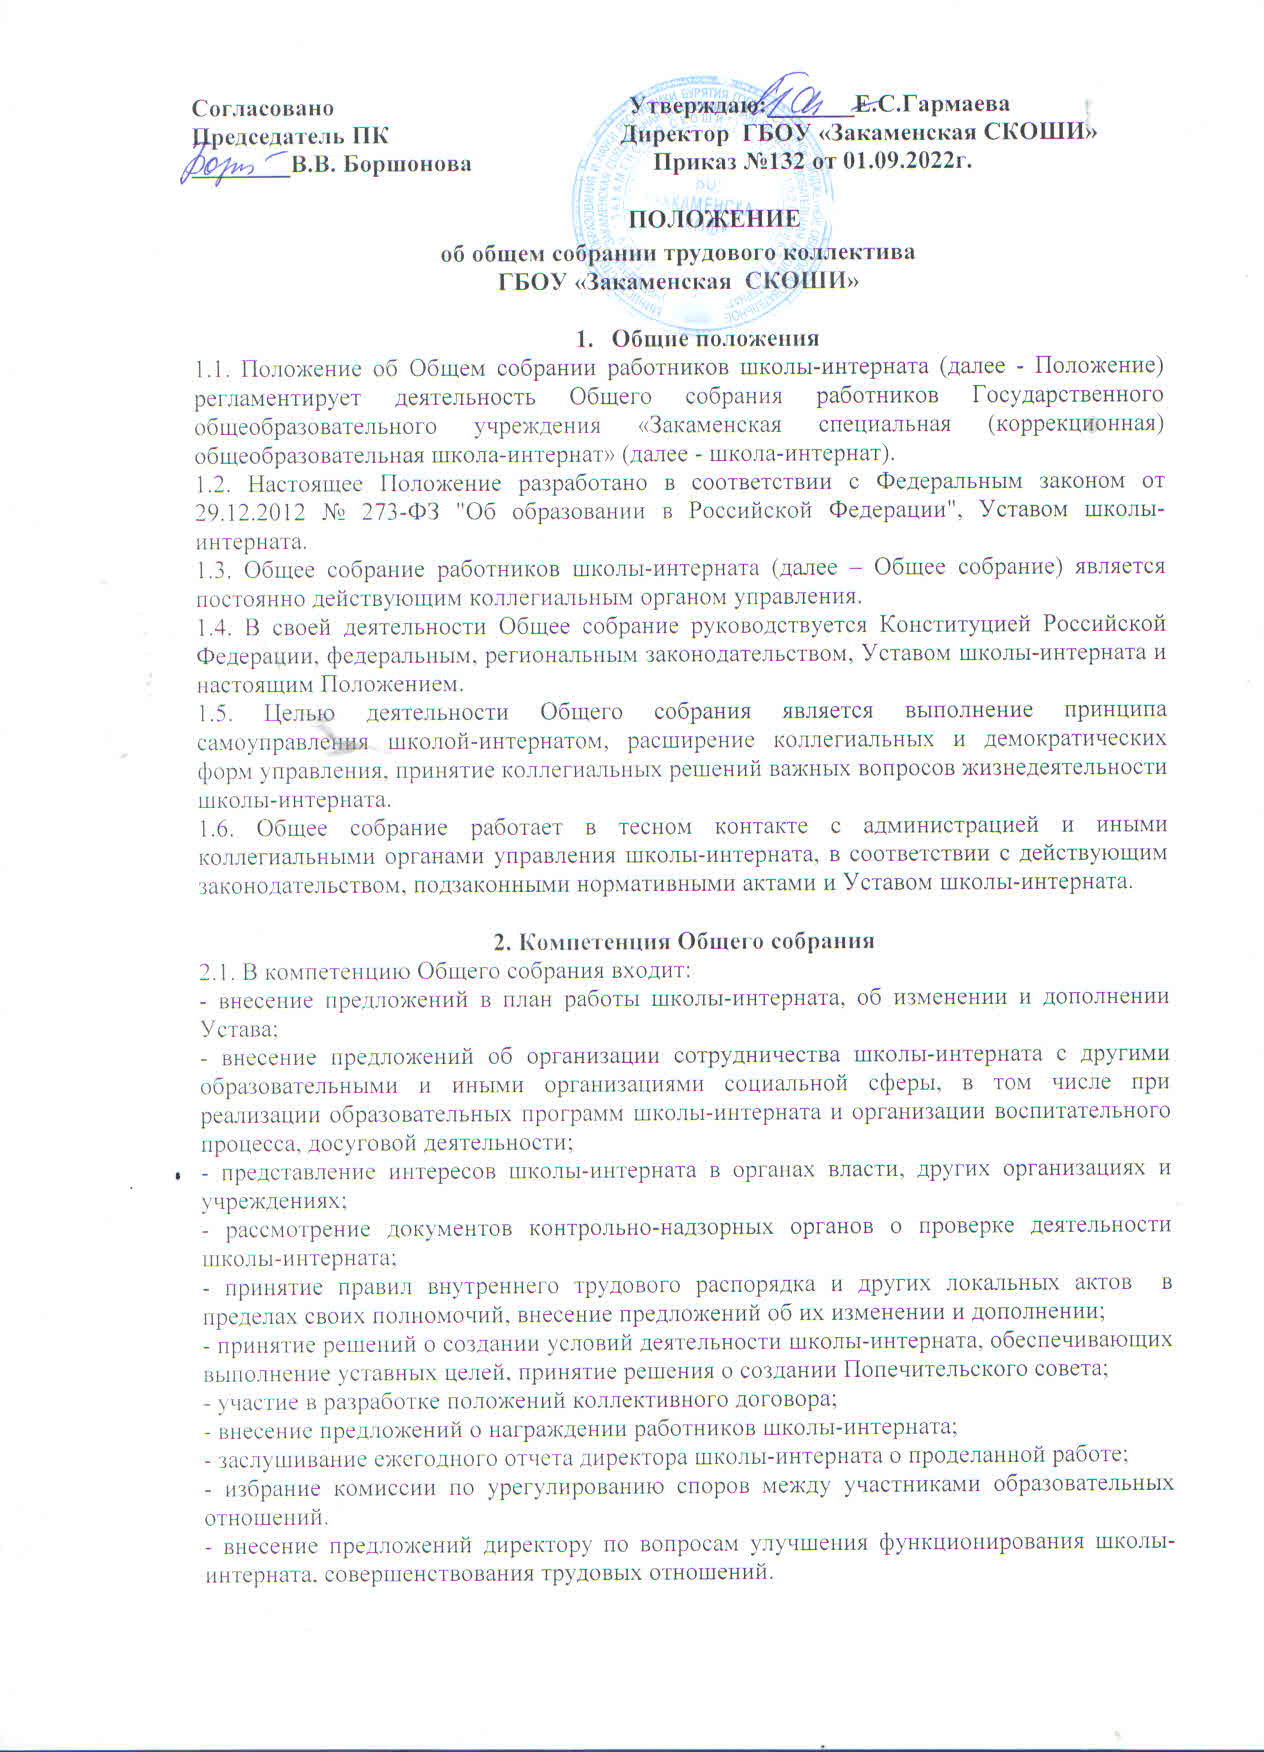 Согласовано Утверждаю:_______Е.С.Гармаева
Председатель ПК Директор ГБОУ «Закаменская СКОШИ»
________В.В. Боршонова Приказ №132 от 01.09.2022г.
ПОЛОЖЕНИЕ
об общем собрании трудового коллектива
ГБОУ «Закаменская СКОШИ»
1. Общие положения
1.1. Положение об Общем собрании работников школы-интерната (далее - Положение)
регламентирует деятельность Общего собрания работников Государственного
общеобразовательного учреждения «Закаменская специальная (коррекционная)
общеобразовательная школа-интернат» (далее - школа-интернат).
1.2. Настоящее Положение разработано в соответствии с Федеральным законом от
29.12.2012 № 273-ФЗ "Об образовании в Российской Федерации", Уставом школы-
интерната.
1.3. Общее собрание работников школы-интерната (далее – Общее собрание) является
постоянно действующим коллегиальным органом управления.
1.4. В своей деятельности Общее собрание руководствуется Конституцией Российской
Федерации, федеральным, региональным законодательством, Уставом школы-интерната и
настоящим Положением.
1.5. Целью деятельности Общего собрания является выполнение принципа
самоуправления школой-интернатом, расширение коллегиальных и демократических
форм управления, принятие коллегиальных решений важных вопросов жизнедеятельности
школы-интерната.
1.6. Общее собрание работает в тесном контакте с администрацией и иными
коллегиальными органами управления школы-интерната, в соответствии с действующим
законодательством, подзаконными нормативными актами и Уставом школы-интерната.
2. Компетенция Общего собрания
2.1. В компетенцию Общего собрания входит:
- внесение предложений в план работы школы-интерната, об изменении и дополнении
Устава;
- внесение предложений об организации сотрудничества школы-интерната с другими
образовательными и иными организациями социальной сферы, в том числе при
реализации образовательных программ школы-интерната и организации воспитательного
процесса, досуговой деятельности;
- представление интересов школы-интерната в органах власти, других организациях и
учреждениях;
- рассмотрение документов контрольно-надзорных органов о проверке деятельности
школы-интерната;
- принятие правил внутреннего трудового распорядка и других локальных актов в
пределах своих полномочий, внесение предложений об их изменении и дополнении;
- принятие решений о создании условий деятельности школы-интерната, обеспечивающих
выполнение уставных целей, принятие решения о создании Попечительского совета;
- участие в разработке положений коллективного договора;
- внесение предложений о награждении работников школы-интерната;
- заслушивание ежегодного отчета директора школы-интерната о проделанной работе;
- избрание комиссии по урегулированию споров между участниками образовательных
отношений.
- внесение предложений директору по вопросам улучшения функционирования школы-
интерната, совершенствования трудовых отношений.